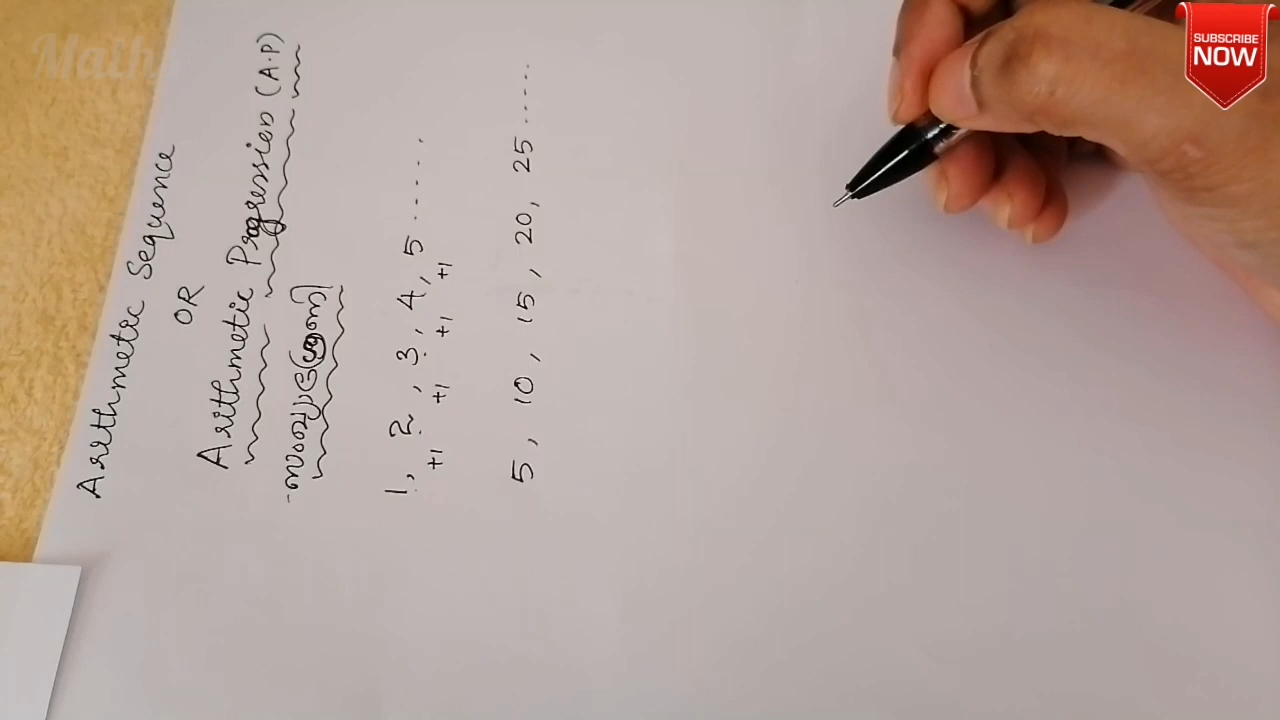 Maths
SUBSCRIBE
NOW
Arithmetic Sequence
OR
Arithmetic Progression (A.P)
1, 2, 3, 4, 5 ......
+1 +1 +1 +1
5, 10, 15, 20, 25 ......